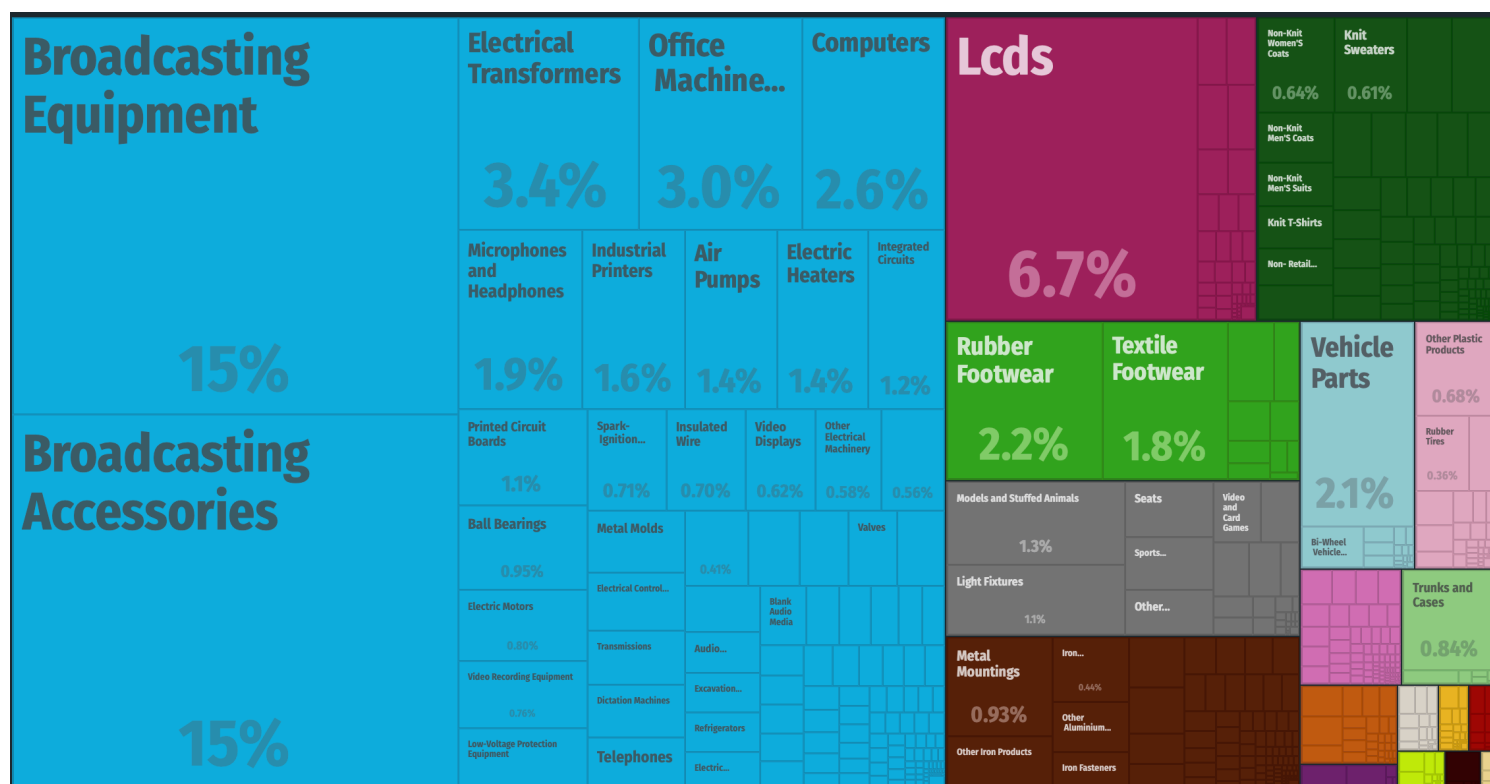 Broadcasting
Equipment
15%
Broadcasting
Accessories
15%
Electrical
Transformers
3.4%
Office
Machine...
3.0%
Computers
2.6%
Microphones
and
Headphones
1.9%
Industrial
Printers
1.6%
Air
Pumps
1.4%
Electric
Heaters
1.4%
Integrated
Circuits
1.2%
Printed Circuit
Boards
1.1%
Spark-
Ignition...
0.71%
Insulated
Wire
0.70%
Video
Displays
0.62%
Other
Electrical
Machinery
0.58%
0.56%
Ball Bearings
0.95%
Metal Molds
0.41%
Valves
Electric Motors
0.80%
Electrical Control...
Blank
Audio
Media
Transmissions
Audio...
Video Recording Equipment
0.76%
Dictation Machines
Excavation...
Refrigerators
Low-Voltage Protection
Equipment
Telephones
Electric...
Lcds
6.7%
Non-Knit
Women'S
Coats
0.64%
Knit
Sweaters
0.61%
Non-Knit
Men'S Coats
Non-Knit
Men'S Suits
Knit T-Shirts
Non- Retail...
Rubber
Footwear
2.2%
Textile
Footwear
1.8%
Vehicle
Parts
2.1%
Bi-Wheel
Vehicle...
Other Plastic
Products
0.68%
Rubber
Tires
0.36%
Models and Stuffed Animals
1.3%
Seats
Video
and
Card
Games
Sports...
Light Fixtures
1.1%
Other...
Trunks and
Cases
0.84%
Metal
Mountings
0.93%
Iron...
0.44%
Other
Aluminium...
Other Iron Products
Iron Fasteners